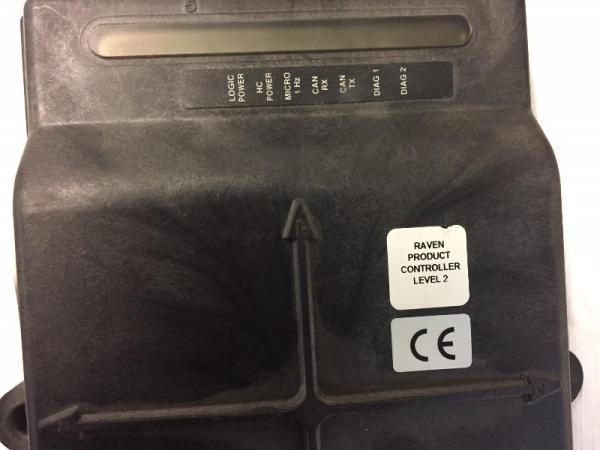 LOGIC
POWER
HC
POWER
MICRO
1 Hz
CAN
RX
CAN
TX
DIAG 1
DIAG 2
RAVEN
PRODUCT
CONTROLLER
LEVEL 2
CE